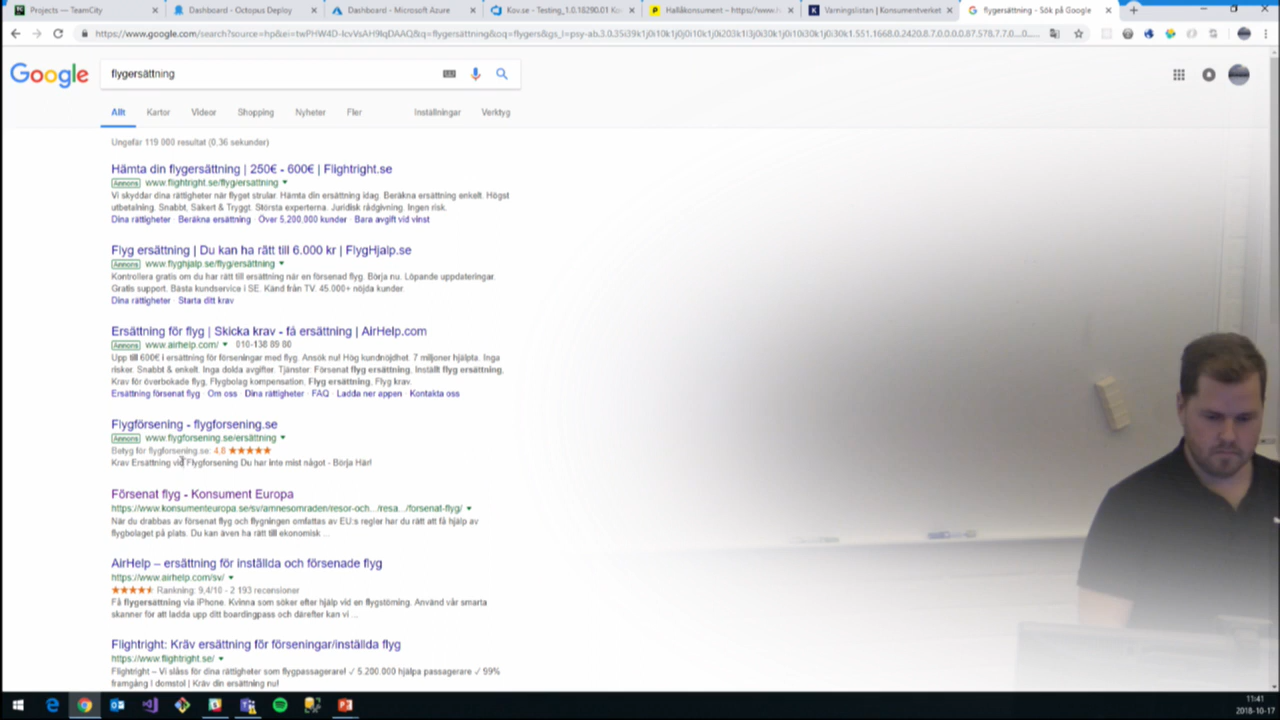 Projects — TeamCity
Dashboard - Octopus Deploy
Dashboard - Microsoft Azure
Kov.se - Testing_1.0.18290.01 Ko
Hallåkonsument – https://www.h
Varningslistan | Konsumentverket
flygersättning - Sök på Google
Google
flygersättning
Allt
Kartor
Videor
Shopping
Nyheter
Fler
Inställningar
Verktyg
Ungefär 119 000 resultat (0,36 sekunder)
Hämta din flygersättning | 250€ - 600€ | Flightright.se
Annons www.flightright.se/flyg/ersättning
Vi skyddar dina rättigheter när flyget strular. Hämta din ersättning idag. Beräkna ersättning enkelt. Högst
utbetalning. Snabbt, Säkert & Tryggt. Största experterna. Juridisk rådgivning. Ingen risk.
Dina rättigheter · Beräkna ersättning · Över 5.200.000 kunder · Bara avgift vid vinst
Flyg ersättning | Du kan ha rätt till 6.000 kr | FlygHjalp.se
Annons www.flyghjalp.se/flyg/ersättning
Kontrollera gratis om du har rätt till ersättning när en försenad flyg. Börja nu. Löpande uppdateringar.
Gratis support. Bästa kundservice i SE. Känd från TV. 45.000+ nöjda kunder.
Dina rättigheter · Starta ditt krav
Ersättning för flyg | Skicka krav - få ersättning | AirHelp.com
Annons www.airhelp.com/ 010-138 89 80
Upp till 600€ i ersättning för förseningar med flyg. Ansök nu! Hög kundnöjdhet. 7 miljoner hjälpta. Inga
risker. Snabbt & enkelt. Inga dolda avgifter. Tjänster: Försenat flyg ersättning, Inställt flyg ersättning,
Krav för överbokade flyg, Flygbolag kompensation, Flyg ersättning, Flyg krav.
Ersättning försenat flyg · Om oss · Dina rättigheter · FAQ · Ladda ner appen · Kontakta oss
Flygförsening - flygforsening.se
Annons www.flygforsening.se/ersättning
Betyg för flygforsening.se: 4,8 ★★★★★
Krav Ersättning vid Flygförsening Du har inte mist något - Börja Här!
Försenat flyg - Konsument Europa
https://www.konsumenteuropa.se/sv/amnesomraden/resor-och.../resa.../forsenat-flyg/
När du drabbas av försenat flyg och flygningen omfattas av EU:s regler har du rätt att få hjälp av
flygbolaget på plats. Du kan även ha rätt till ekonomisk ...
AirHelp – ersättning för inställda och försenade flyg
https://www.airhelp.com/sv/
Rankning: 9,4/10 - 2 193 recensioner
Få flygersättning via iPhone. Kvinna som söker efter hjälp vid en flygstörning. Använd vår smarta
skanner för att ladda upp ditt boardingpass och därefter kan vi ...
Flightright: Kräv ersättning för förseningar/inställda flyg
https://www.flightright.se/
Flightright – Vi slåss för dina rättigheter som flygpassagerare! ✓ 5.200.000 hjälpa passagerare ✓ 99%
framgång i domstol | Kräv din ersättning nu!
11:41
2018-10-17